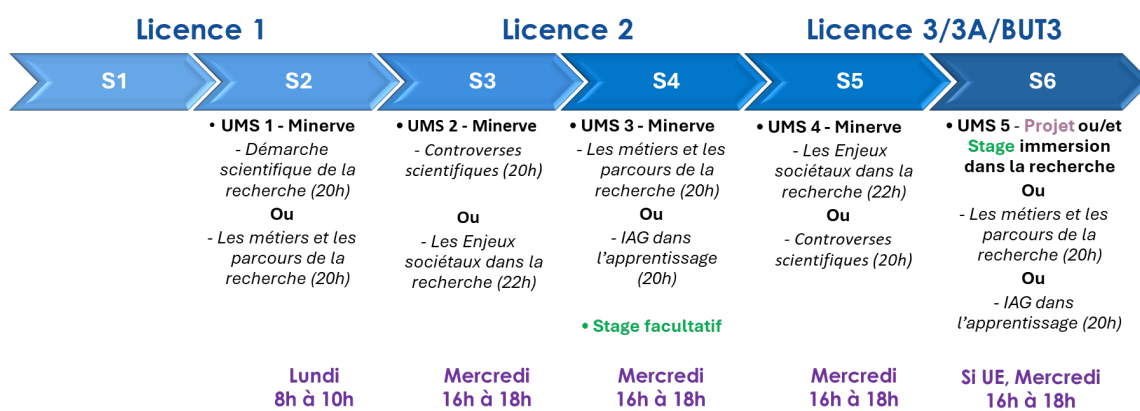 Licence 1
Licence 2
Licence 3/3A/BUT3
S1
S2
S3
S4
S5
S6
• UMS 1 - Minerve
- Démarche
scientifique de la
recherche (20h)
Ou
- Les métiers et les
parcours de la
recherche (20h)
Lundi
8h à 10h
• UMS 2 - Minerve
- Controverses
scientifiques (20h)
Ou
- Les Enjeux
sociétaux dans la
recherche (22h)
Mercredi
16h à 18h
• UMS 3 - Minerve
- Les métiers et les
parcours de la
recherche (20h)
Ou
- IAG dans
l’apprentissage
(20h)
• Stage facultatif
Mercredi
16h à 18h
• UMS 4 - Minerve
- Les Enjeux
sociétaux dans la
recherche (22h)
Ou
- Controverses
scientifiques (20h)
Mercredi
16h à 18h
• UMS 5 - Projet ou/et
Stage immersion
dans la recherche
Ou
- Les métiers et les
parcours de la
recherche (20h)
Ou
- IAG dans
l’apprentissage (20h)
Si UE, Mercredi
16h à 18h